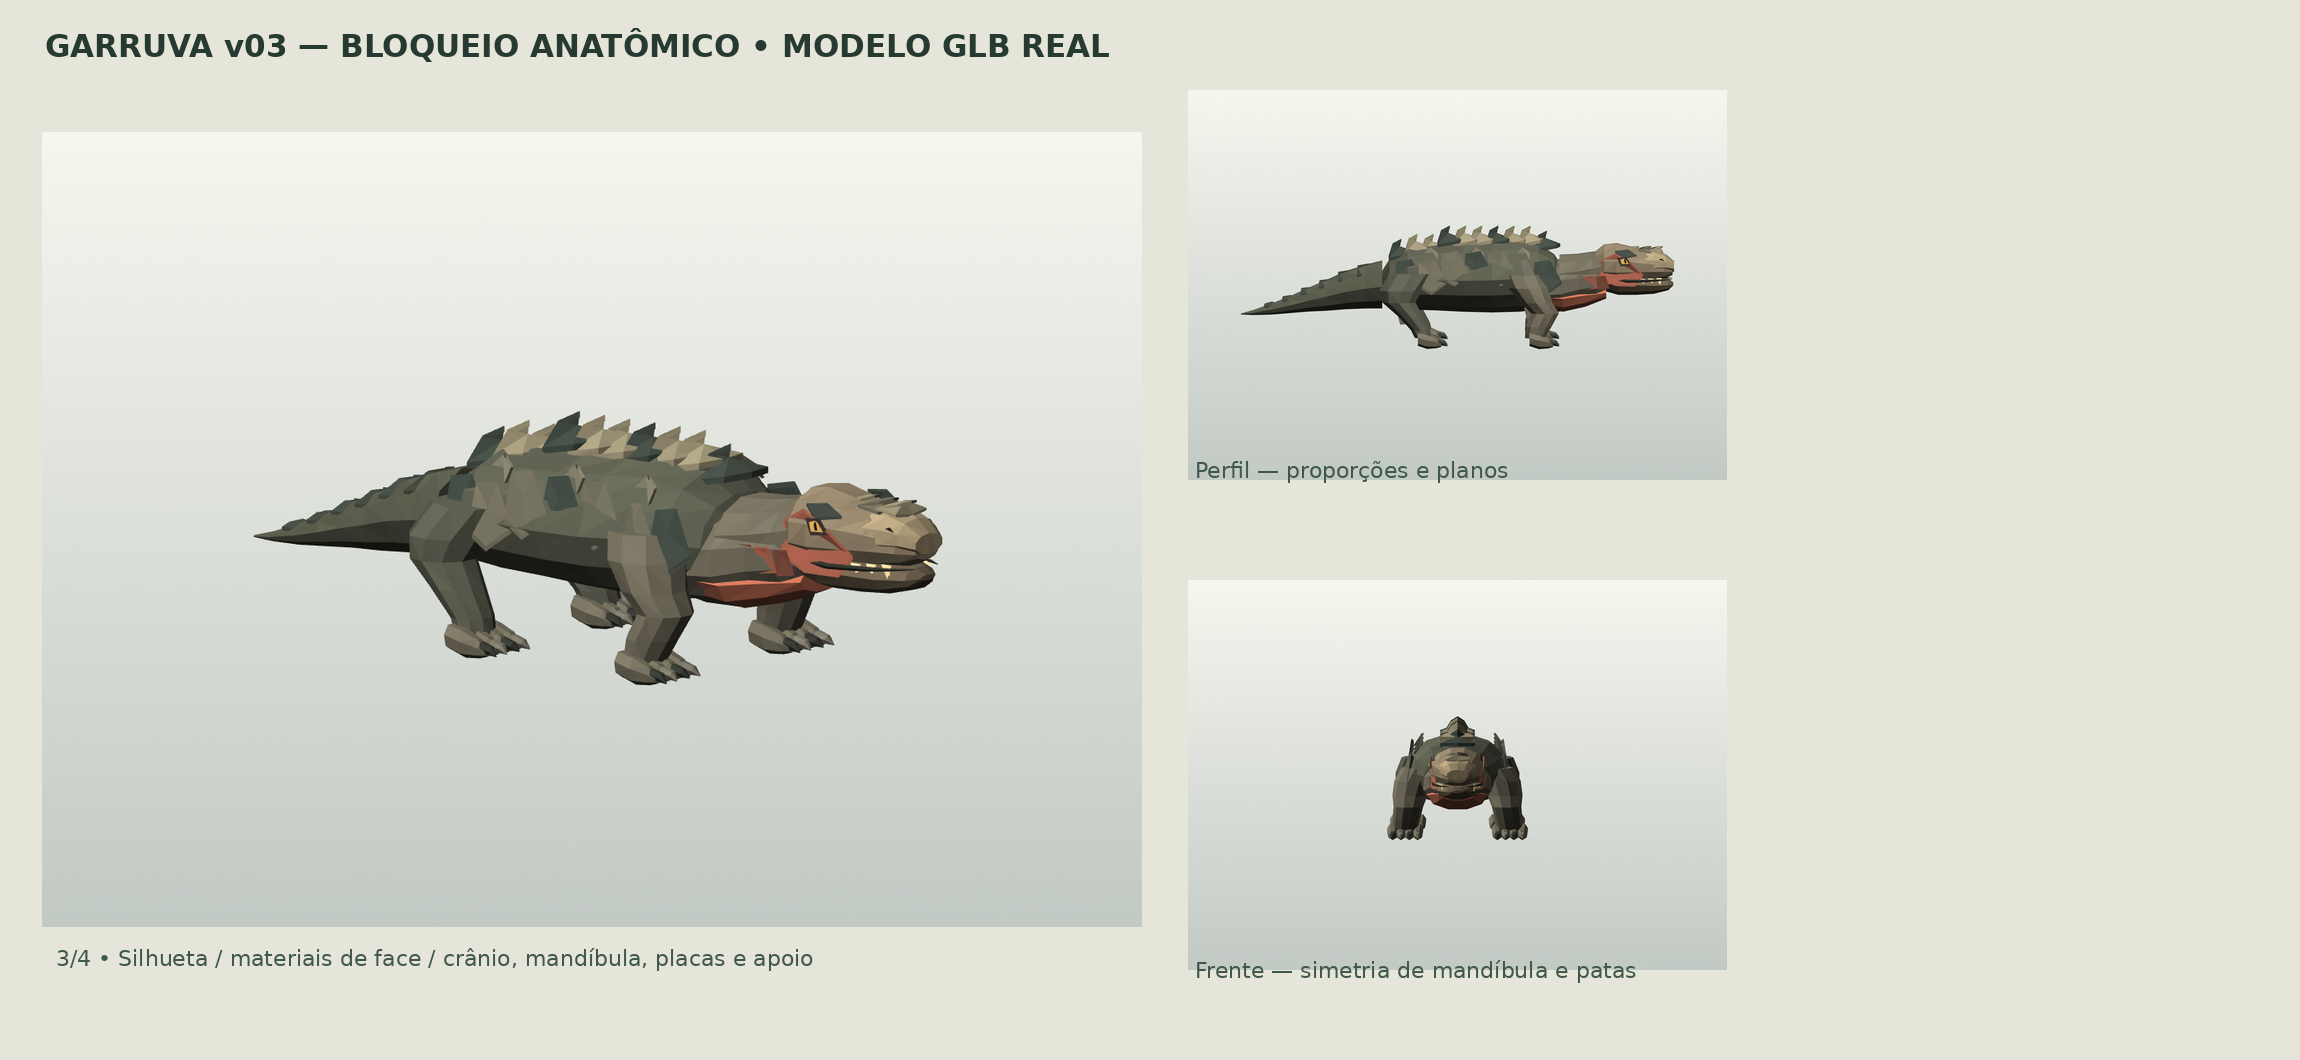 GARRUVA v03 — BLOQUEIO ANATÔMICO • MODELO GLB REAL
3/4 • Silhueta / materiais de face / crânio, mandíbula, placas e apoio
Perfil — proporções e planos
Frente — simetria de mandíbula e patas